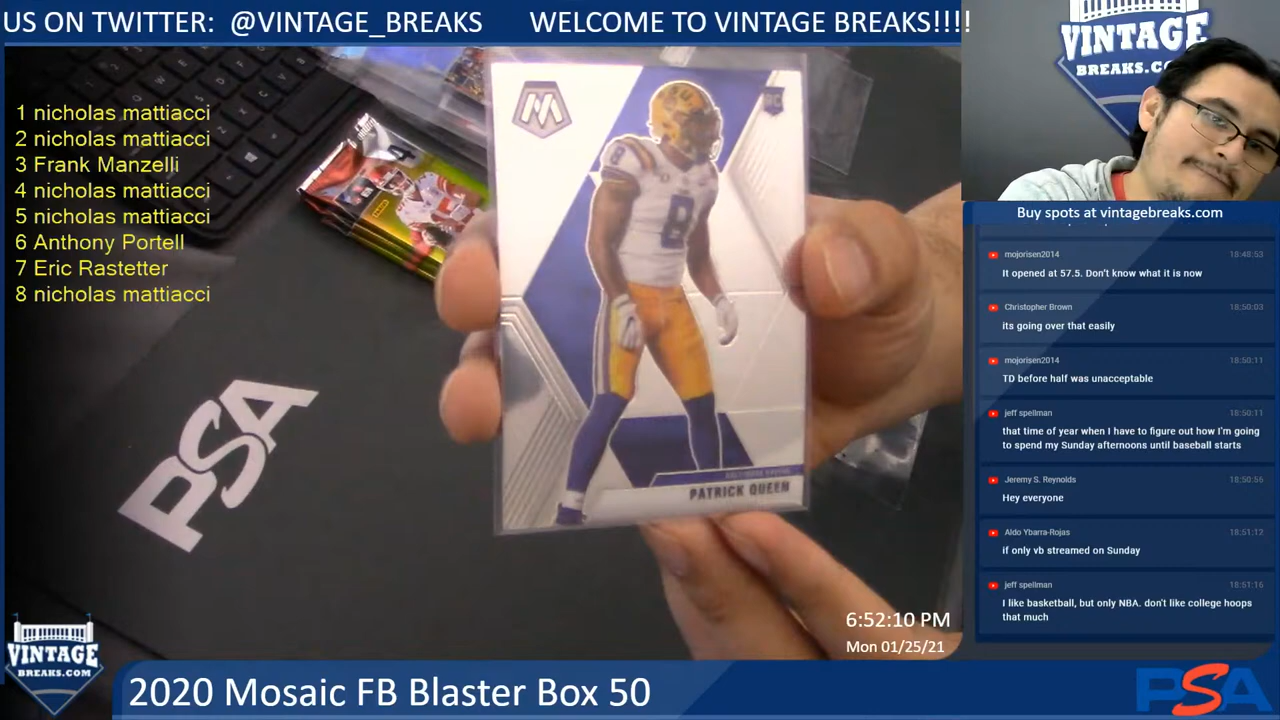 US ON TWITTER: @VINTAGE_BREAKS WELCOME TO VINTAGE BREAKS!!!!
1 nicholas mattiacci
2 nicholas mattiacci
3 Frank Manzelli
4 nicholas mattiacci
5 nicholas mattiacci
6 Anthony Portell
7 Eric Rastetter
8 nicholas mattiacci
M
RC
8
8
PATRICK QUEEN
PSA
VINTAGE
BREAKS.CO
Buy spots at vintagebreaks.com
mojorisen2014 18:48:53
It opened at 57.5. Don't know what it is now
Christopher Brown 18:50:03
its going over that easily
mojorisen2014 18:50:11
TD before half was unacceptable
jeff spellman 18:50:11
that time of year when I have to figure out how I'm going
to spend my Sunday afternoons until baseball starts
Jeremy S. Reynolds 18:50:56
Hey everyone
Aldo Ybarra-Rojas 18:51:12
if only vb streamed on Sunday
jeff spellman 18:51:16
I like basketball, but only NBA. don't like college hoops
that much
6:52:10 PM
Mon 01/25/21
VINTAGE
BREAKS.COM
2020 Mosaic FB Blaster Box 50
PSA